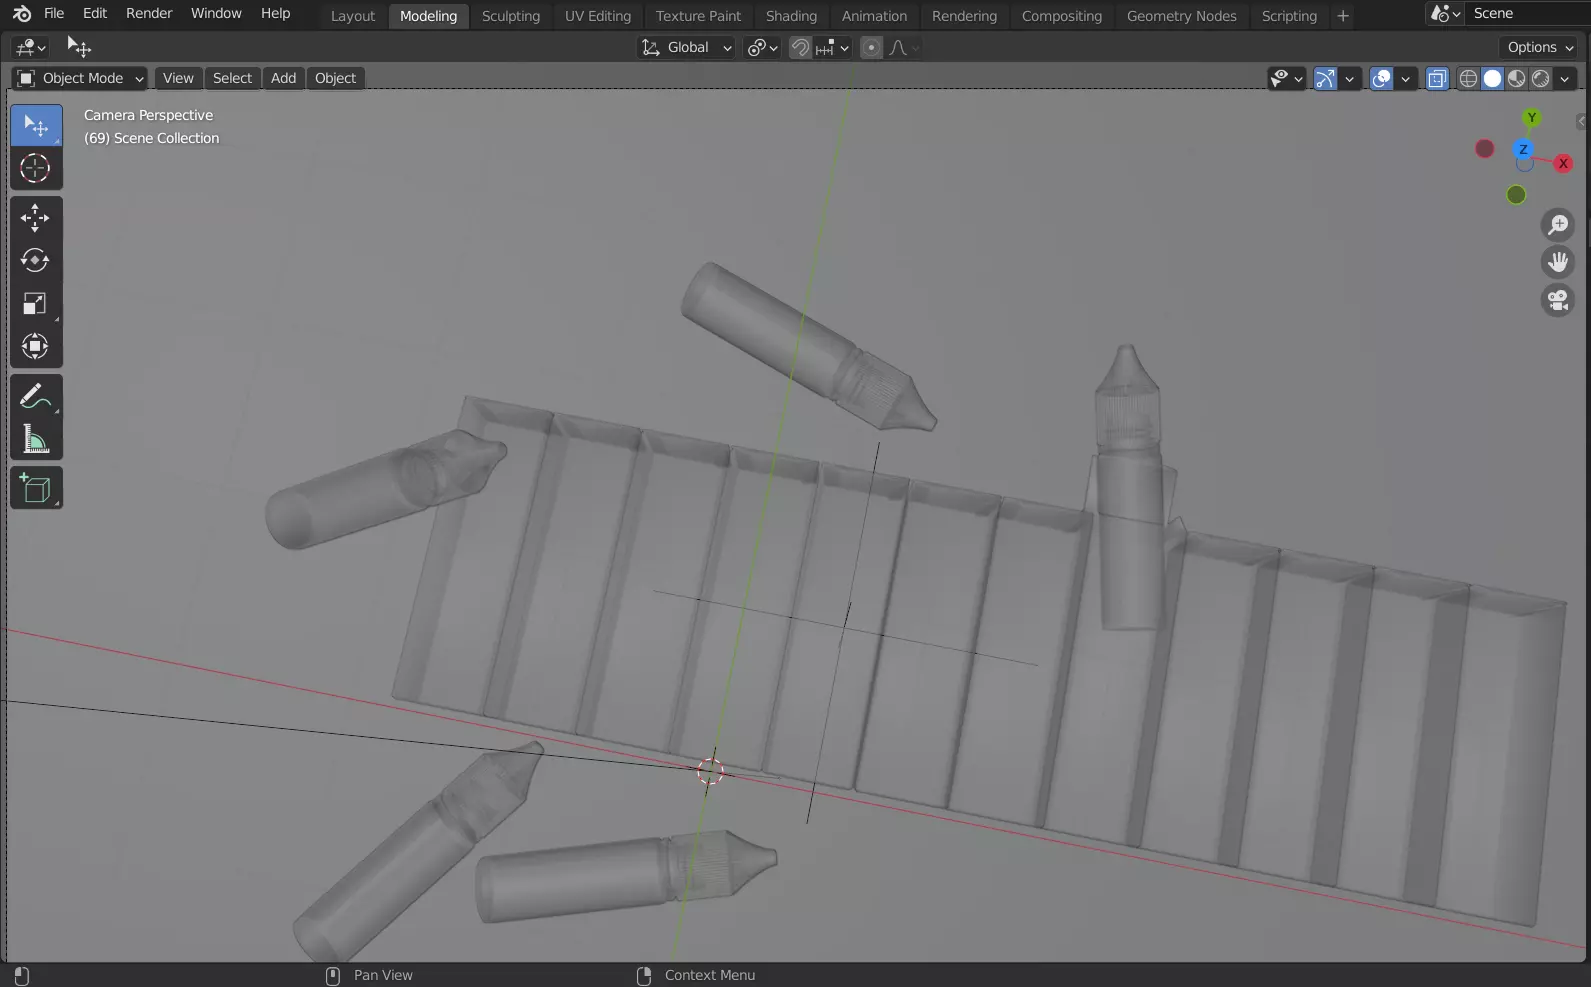 File Edit Render Window Help Layout Modeling Sculpting UV Editing Texture Paint Shading Animation Rendering Compositing Geometry Nodes Scripting + Scene
Global Options
Object Mode View Select Add Object
Camera Perspective
(69) Scene Collection
Y
Z
X
Pan View Context Menu